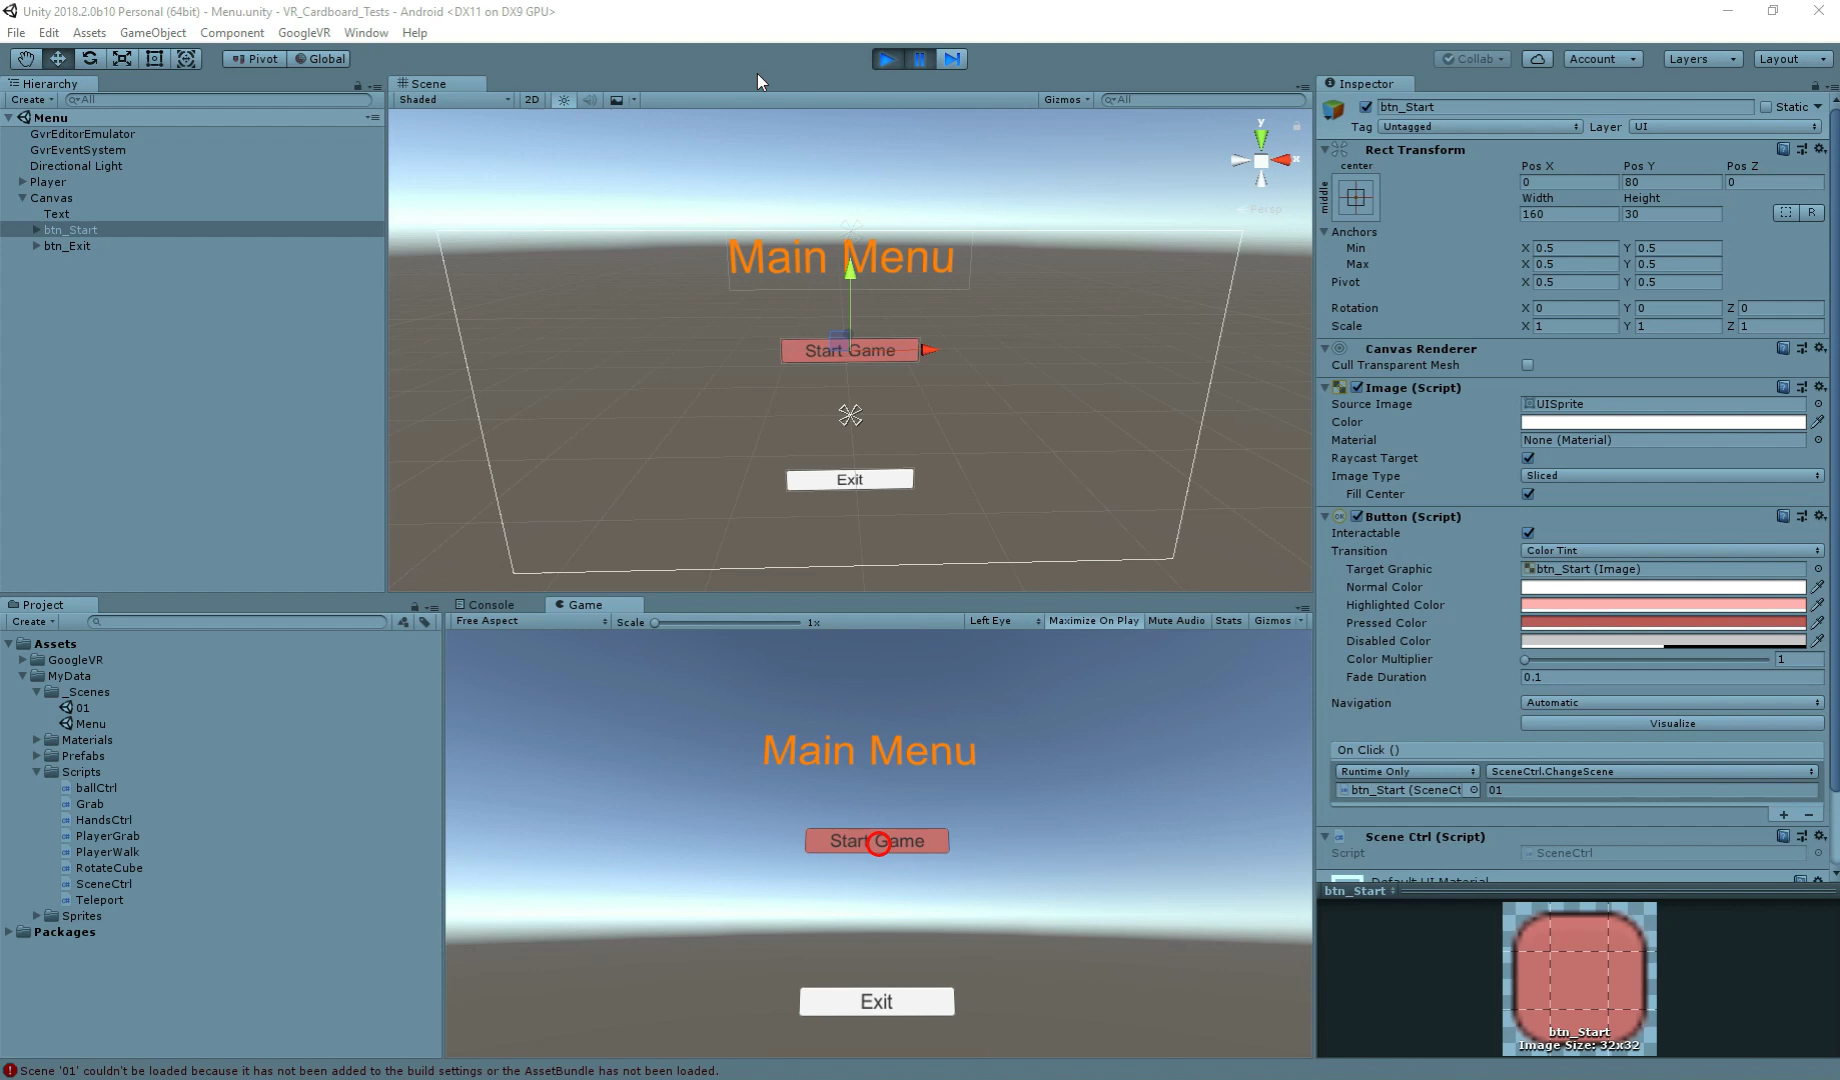 Unity 2018.2.0b10 Personal (64bit) - Menu.unity - VR_Cardboard_Tests - Android <DX11 on DX9 GPU>
File Edit Assets GameObject Component GoogleVR Window Help
Pivot Global Collab Account Layers Layout
Hierarchy
Create All
Menu
GvrEditorEmulator
GvrEventSystem
Directional Light
Player
Canvas
Text
btn_Start
btn_Exit
Scene
Shaded 2D Gizmos All
y
x
Persp
Main Menu
Start Game
Exit
Project
Create
Assets
GoogleVR
MyData
_Scenes
01
Menu
Materials
Prefabs
Scripts
ballCtrl
Grab
HandsCtrl
PlayerGrab
PlayerWalk
RotateCube
SceneCtrl
Teleport
Sprites
Packages
Console Game
Free Aspect Scale 1x Left Eye Maximize On Play Mute Audio Stats Gizmos
Main Menu
Start Game
Exit
Inspector
btn_Start Static
Tag Untagged Layer UI
Rect Transform
center Pos X Pos Y Pos Z
middle 0 80 0
Width Height
160 30 R
Anchors
Min X 0.5 Y 0.5
Max X 0.5 Y 0.5
Pivot X 0.5 Y 0.5
Rotation X 0 Y 0 Z 0
Scale X 1 Y 1 Z 1
Canvas Renderer
Cull Transparent Mesh
Image (Script)
Source Image UISprite
Color
Material None (Material)
Raycast Target
Image Type Sliced
Fill Center
OK Button (Script)
Interactable
Transition Color Tint
Target Graphic btn_Start (Image)
Normal Color
Highlighted Color
Pressed Color
Disabled Color
Color Multiplier 1
Fade Duration 0.1
Navigation Automatic
Visualize
On Click ()
Runtime Only SceneCtrl.ChangeScene
btn_Start (SceneCt 01
+ −
Scene Ctrl (Script)
Script SceneCtrl
Default UI Material
btn_Start
btn_Start
Image Size: 32x32
Scene '01' couldn't be loaded because it has not been added to the build settings or the AssetBundle has not been loaded.